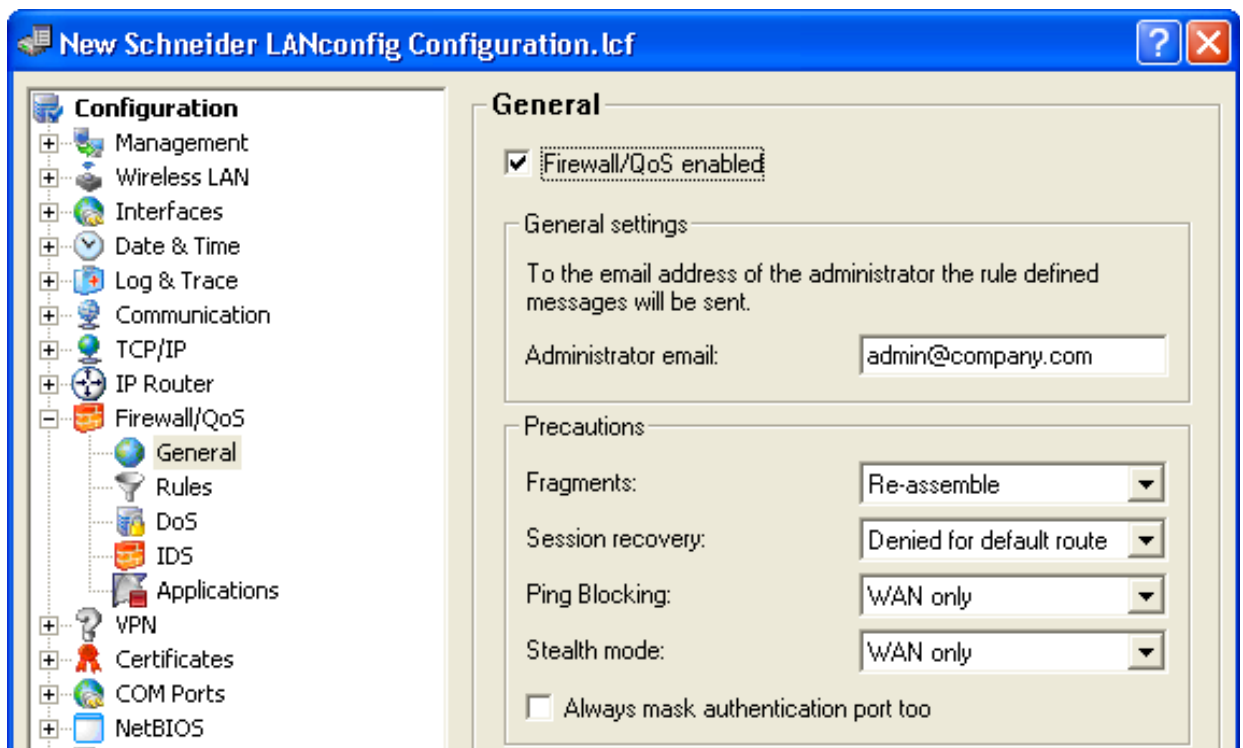 New Schneider LANconfig Configuration.lcf
Configuration
Management
Wireless LAN
Interfaces
Date & Time
Log & Trace
Communication
TCP/IP
IP Router
Firewall/QoS
General
Rules
DoS
IDS
Applications
VPN
Certificates
COM Ports
NetBIOS
General
Firewall/QoS enabled
General settings
To the email address of the administrator the rule defined
messages will be sent.
Administrator email: admin@company.com
Precautions
Fragments: Re-assemble
Session recovery: Denied for default route
Ping Blocking: WAN only
Stealth mode: WAN only
Always mask authentication port too